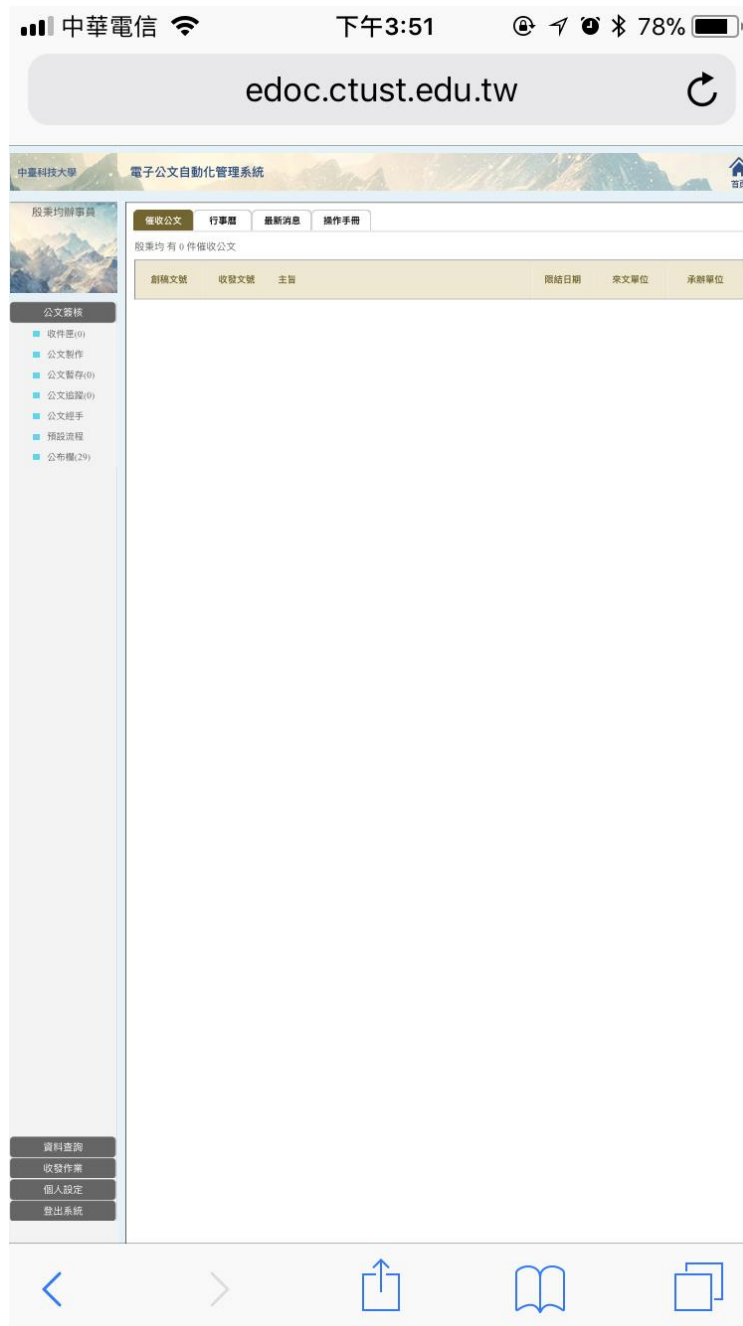 中華電信 下午3:51 78%
edoc.ctust.edu.tw
中臺科技大學 電子公文自動化管理系統
首頁
殷秉均辦事員
催收公文 行事曆 最新消息 操作手冊
殷秉均 有 0 件催收公文
創稿文號 收發文號 主旨 限結日期 來文單位 承辦單位
公文簽核
收件匣(0)
公文製作
公文暫存(0)
公文追蹤(0)
公文經手
預設流程
公布欄(29)
資料查詢
收發作業
個人設定
登出系統